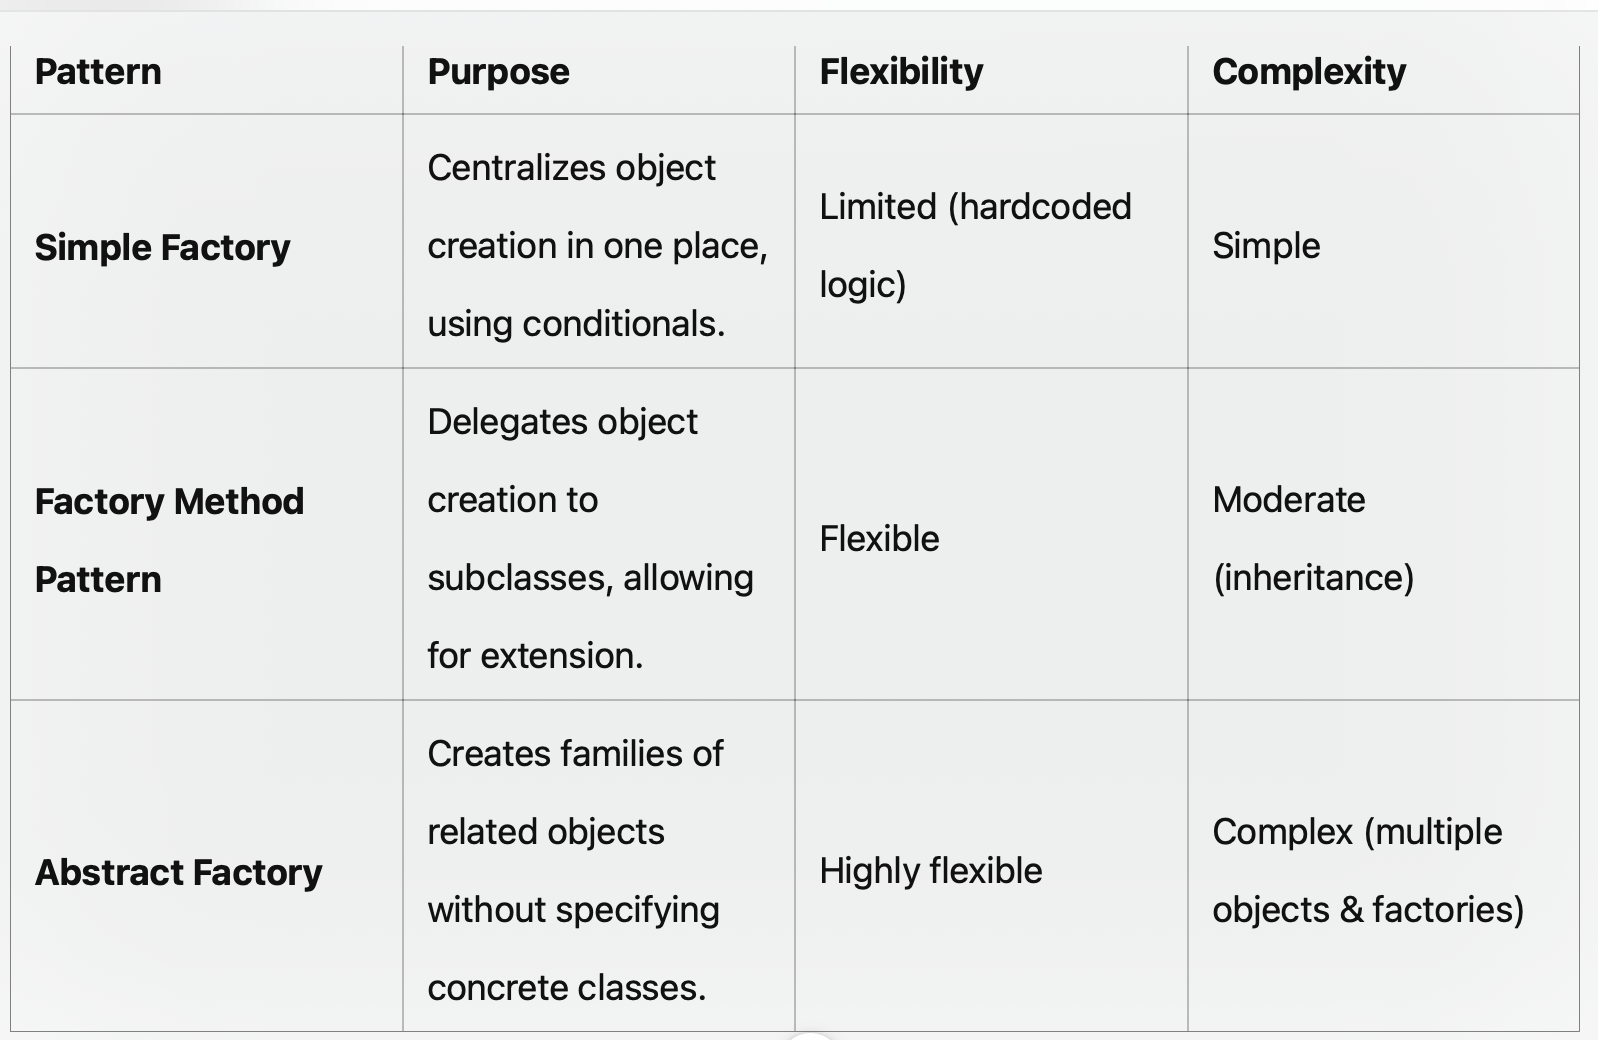 Pattern
Purpose
Flexibility
Complexity
Simple Factory
Centralizes object
creation in one place,
using conditionals.
Limited (hardcoded
logic)
Simple
Factory Method
Pattern
Delegates object
creation to
subclasses, allowing
for extension.
Flexible
Moderate
(inheritance)
Abstract Factory
Creates families of
related objects
without specifying
concrete classes.
Highly flexible
Complex (multiple
objects & factories)